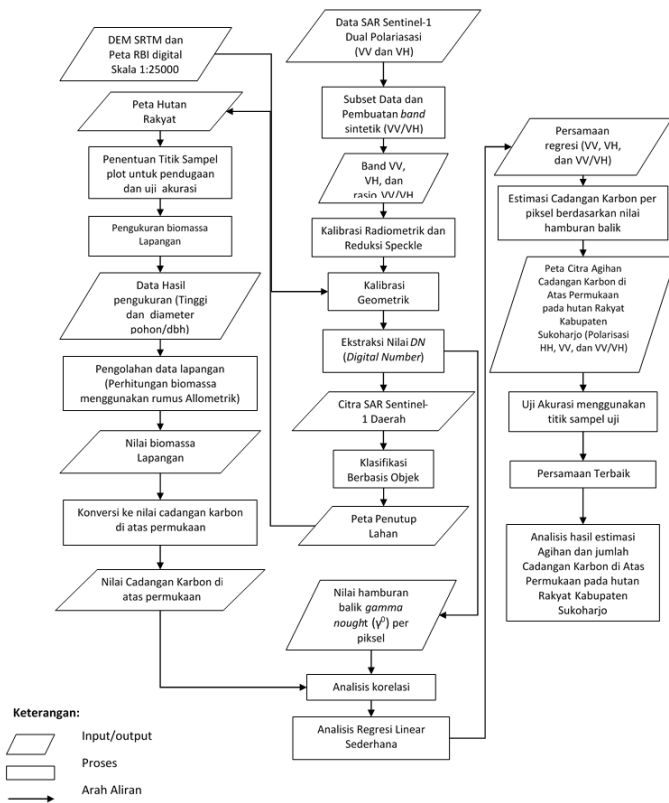 DEM SRTM dan
Peta RBI digital
Skala 1:25000
Peta Hutan
Rakyat
Penentuan Titik Sampel
plot untuk pendugaan
dan uji akurasi
Pengukuran biomassa
Lapangan
Data Hasil
pengukuran (Tinggi
dan diameter
pohon/dbh)
Pengolahan data lapangan
(Perhitungan biomassa
menggunakan rumus Allometrik)
Nilai biomassa
Lapangan
Konversi ke nilai cadangan karbon
di atas permukaan
Nilai Cadangan Karbon di
atas permukaan
Data SAR Sentinel-1
Dual Polariasasi
(VV dan VH)
Subset Data dan
Pembuatan band
sintetik (VV/VH)
Band VV,
VH, dan
rasio VV/VH
Kalibrasi Radiometrik dan
Reduksi Speckle
Kalibrasi
Geometrik
Ekstraksi Nilai DN
(Digital Number)
Citra SAR Sentinel-
1 Daerah
Klasifikasi
Berbasis Objek
Peta Penutup
Lahan
Nilai hamburan
balik gamma
nought (γ⁰) per
piksel
Analisis korelasi
Analisis Regresi Linear
Sederhana
Persamaan
regresi (VV, VH,
dan VV/VH)
Estimasi Cadangan Karbon per
piksel berdasarkan nilai
hamburan balik
Peta Citra Agihan
Cadangan Karbon di
Atas Permukaan
pada hutan Rakyat
Kabupaten
Sukoharjo (Polarisasi
HH, VV, dan VV/VH)
Uji Akurasi menggunakan
titik sampel uji
Persamaan Terbaik
Analisis hasil estimasi
Agihan dan jumlah
Cadangan Karbon di Atas
Permukaan pada hutan
Rakyat Kabupaten
Sukoharjo
Keterangan:
Input/output
Proses
Arah Aliran